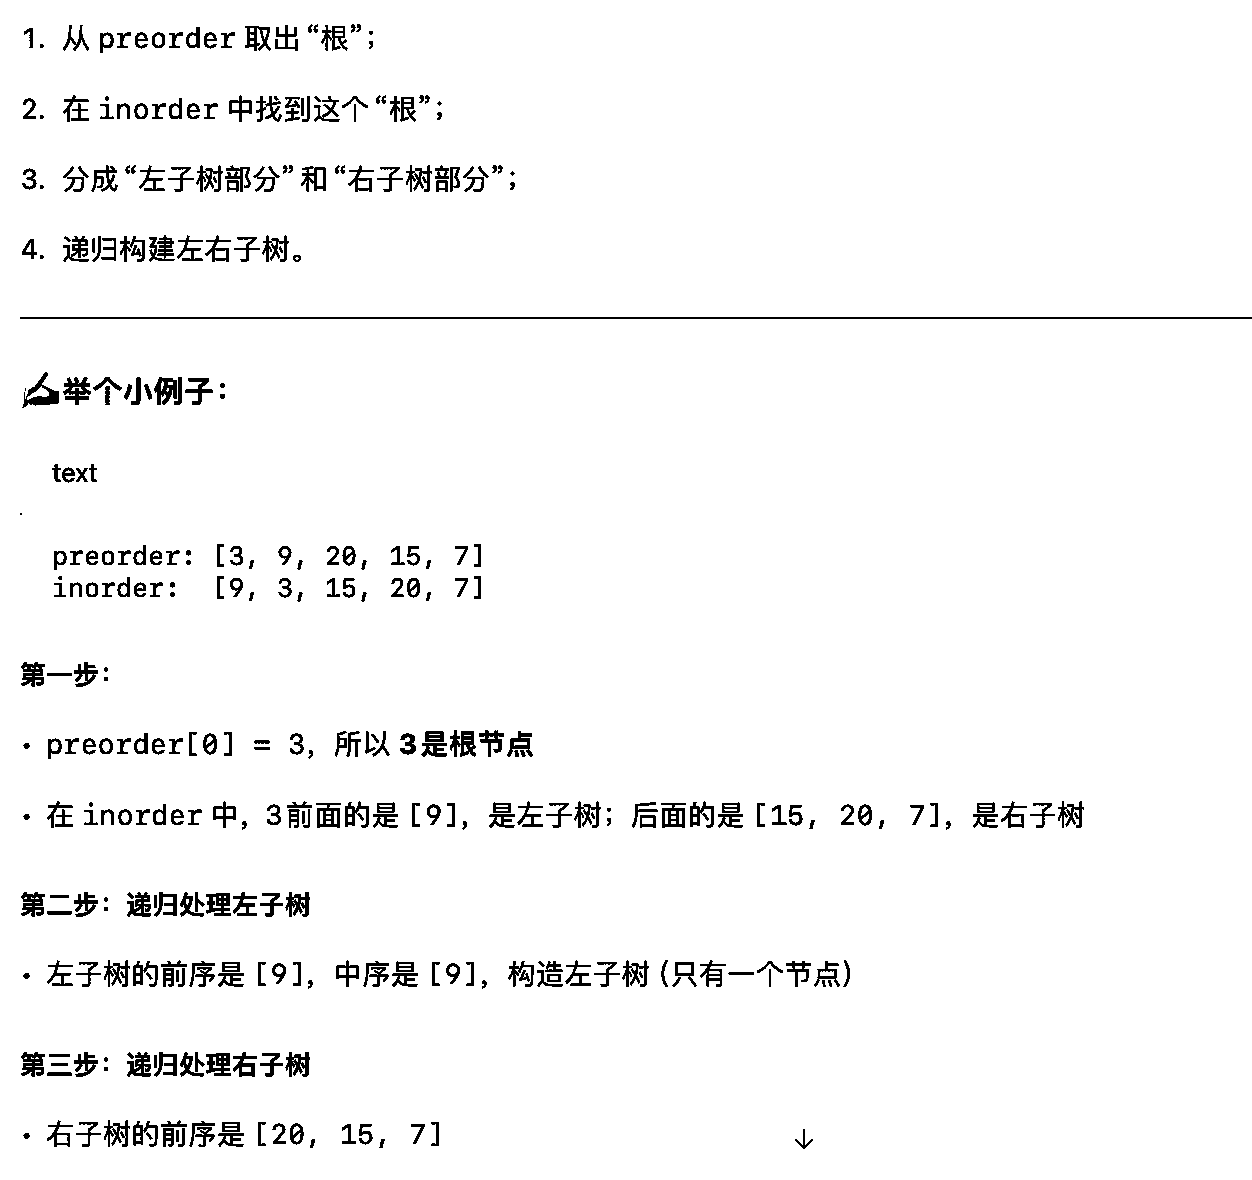 1. 从 preorder 取出“根”；
2. 在 inorder 中找到这个“根”；
3. 分成“左子树部分”和“右子树部分”；
4. 递归构建左右子树。
✍举个小例子：
text
preorder: [3, 9, 20, 15, 7]
inorder:  [9, 3, 15, 20, 7]
第一步：
• preorder[0] = 3，所以 3是根节点
• 在 inorder 中，3前面的是 [9]，是左子树；后面的是 [15, 20, 7]，是右子树
第二步：递归处理左子树
• 左子树的前序是 [9]，中序是 [9]，构造左子树（只有一个节点）
第三步：递归处理右子树
• 右子树的前序是 [20, 15, 7]